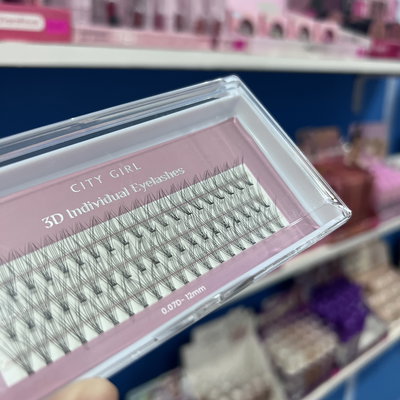 CITY GIRL
3D Individual Eyelashes
0.07D-12mm